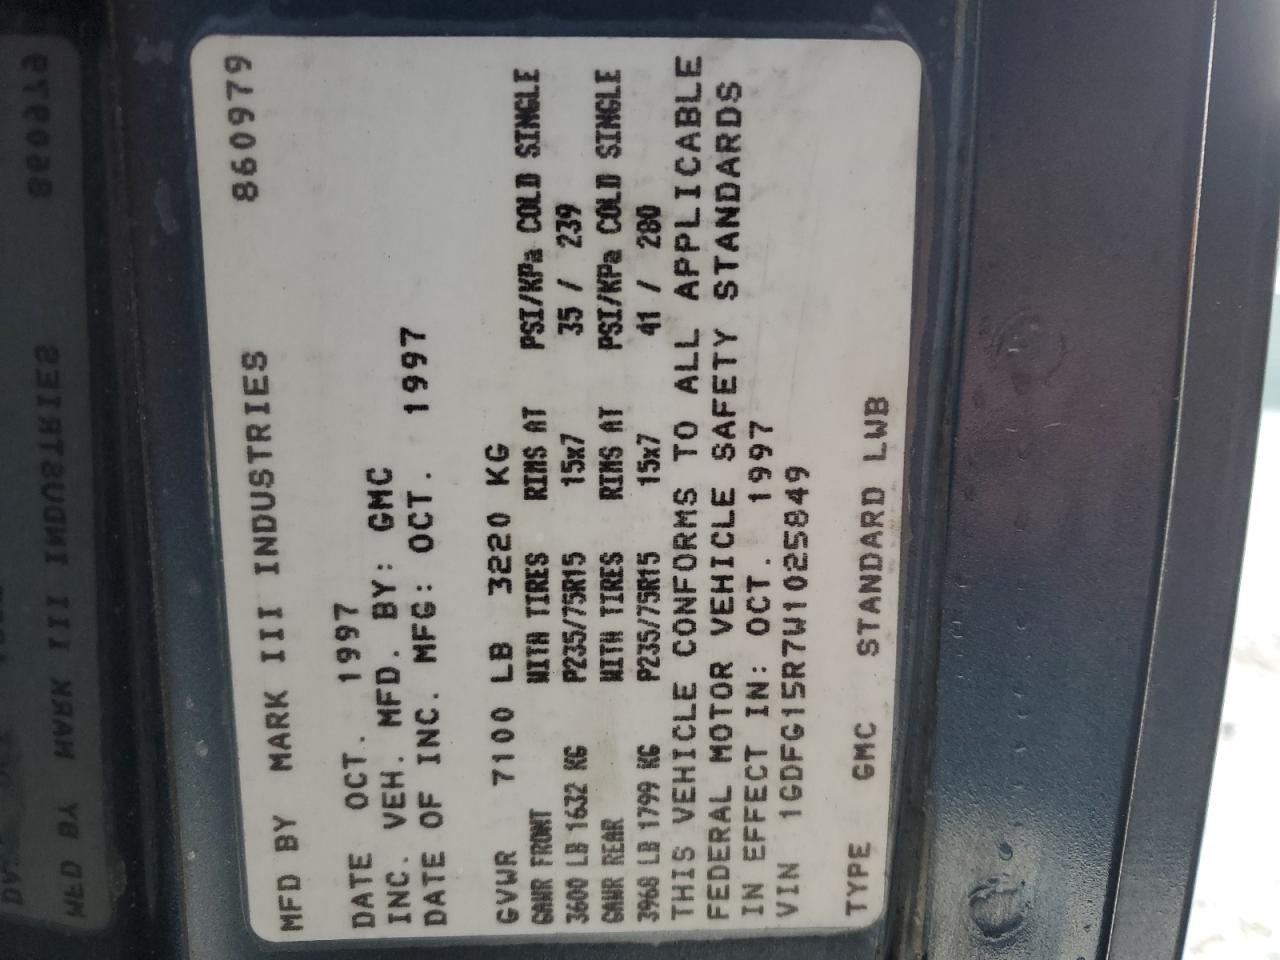 MFD BY MARK III INDUSTRIES 860979
DATE OCT. 1997
INC. VEH. MFD. BY: GMC
DATE OF INC. MFG: OCT. 1997
GVWR 7100 LB 3220 KG
GAWR FRONT WITH TIRES RIMS AT PSI/KPa COLD SINGLE
3600 LB 1632 KG P235/75R15 15x7 35 / 239
GAWR REAR WITH TIRES RIMS AT PSI/KPa COLD SINGLE
3968 LB 1799 KG P235/75R15 15x7 41 / 280
THIS VEHICLE CONFORMS TO ALL APPLICABLE
FEDERAL MOTOR VEHICLE SAFETY STANDARDS
IN EFFECT IN: OCT. 1997
VIN 1GDFG15R7W1025849
TYPE GMC STANDARD LWB